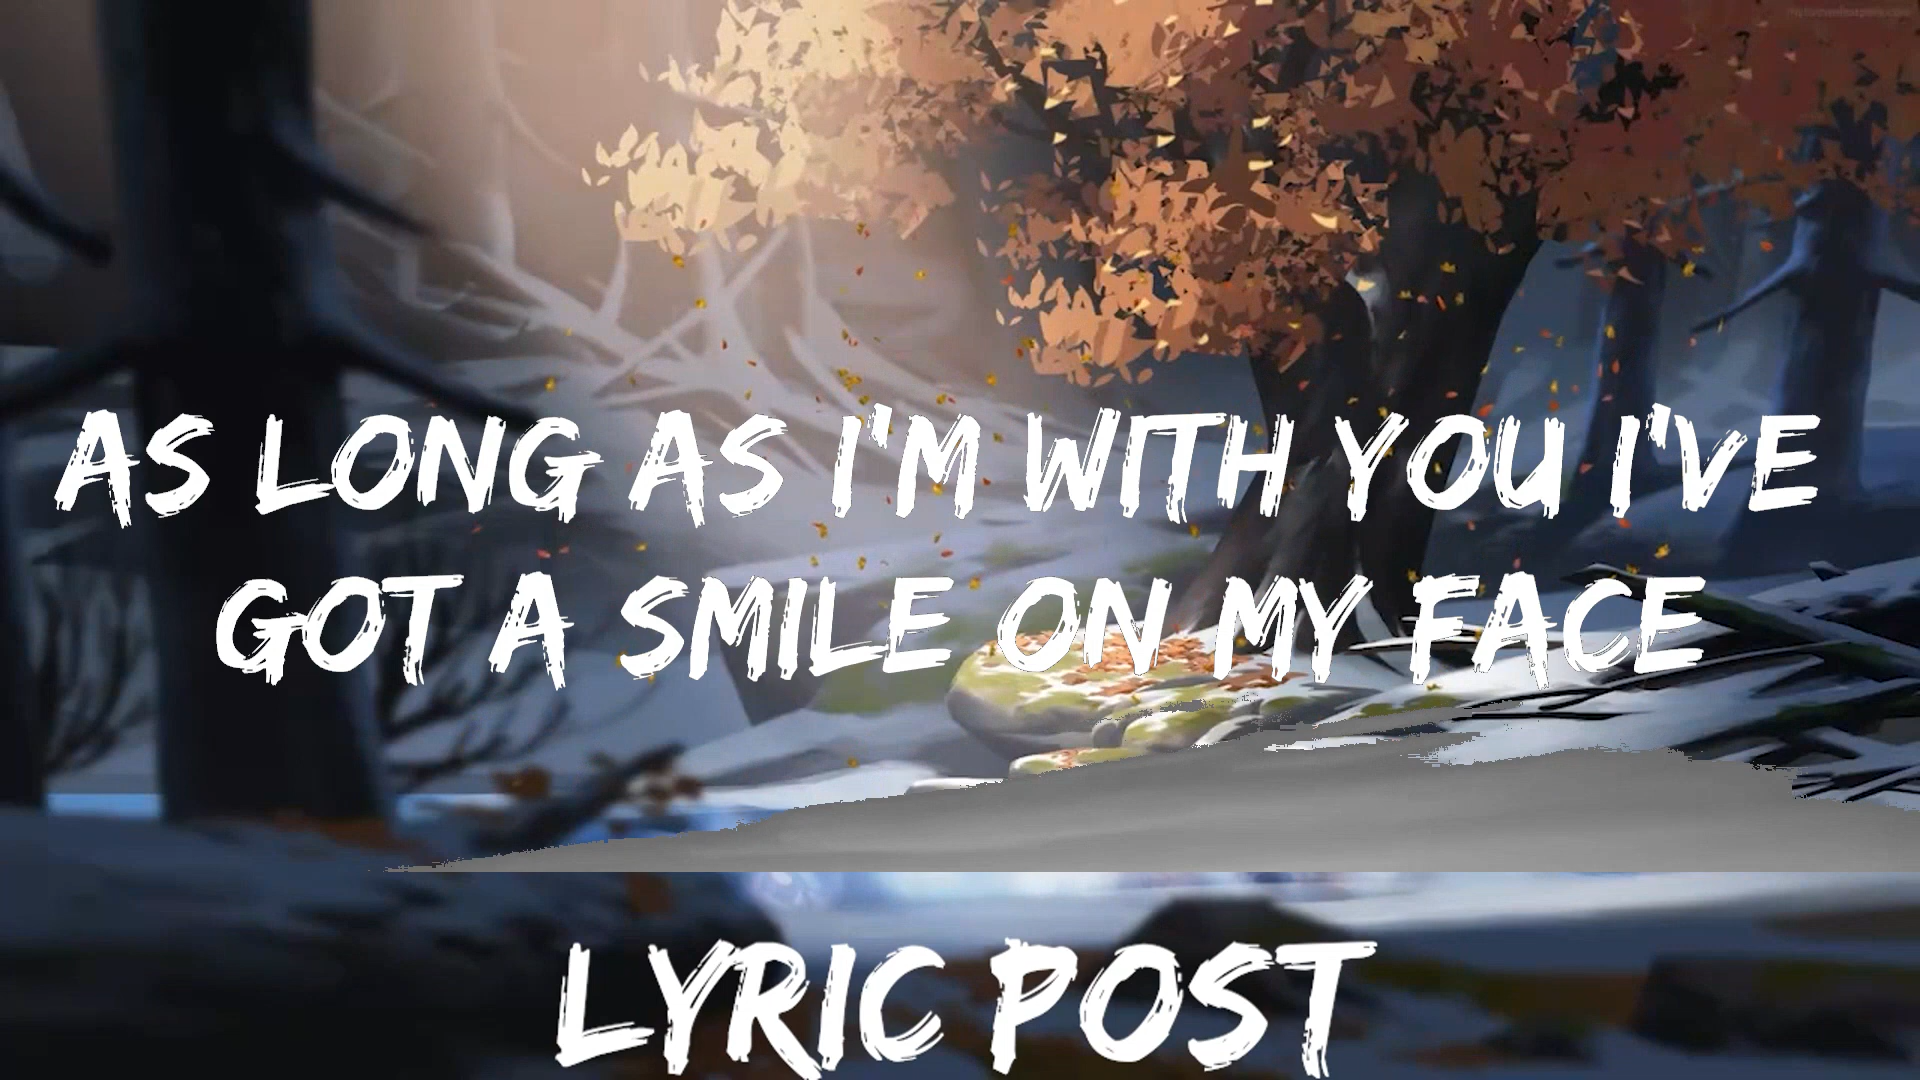 AS LONG AS I'M WITH YOU I'VE
GOT A SMILE ON MY FACE
LYRIC POST